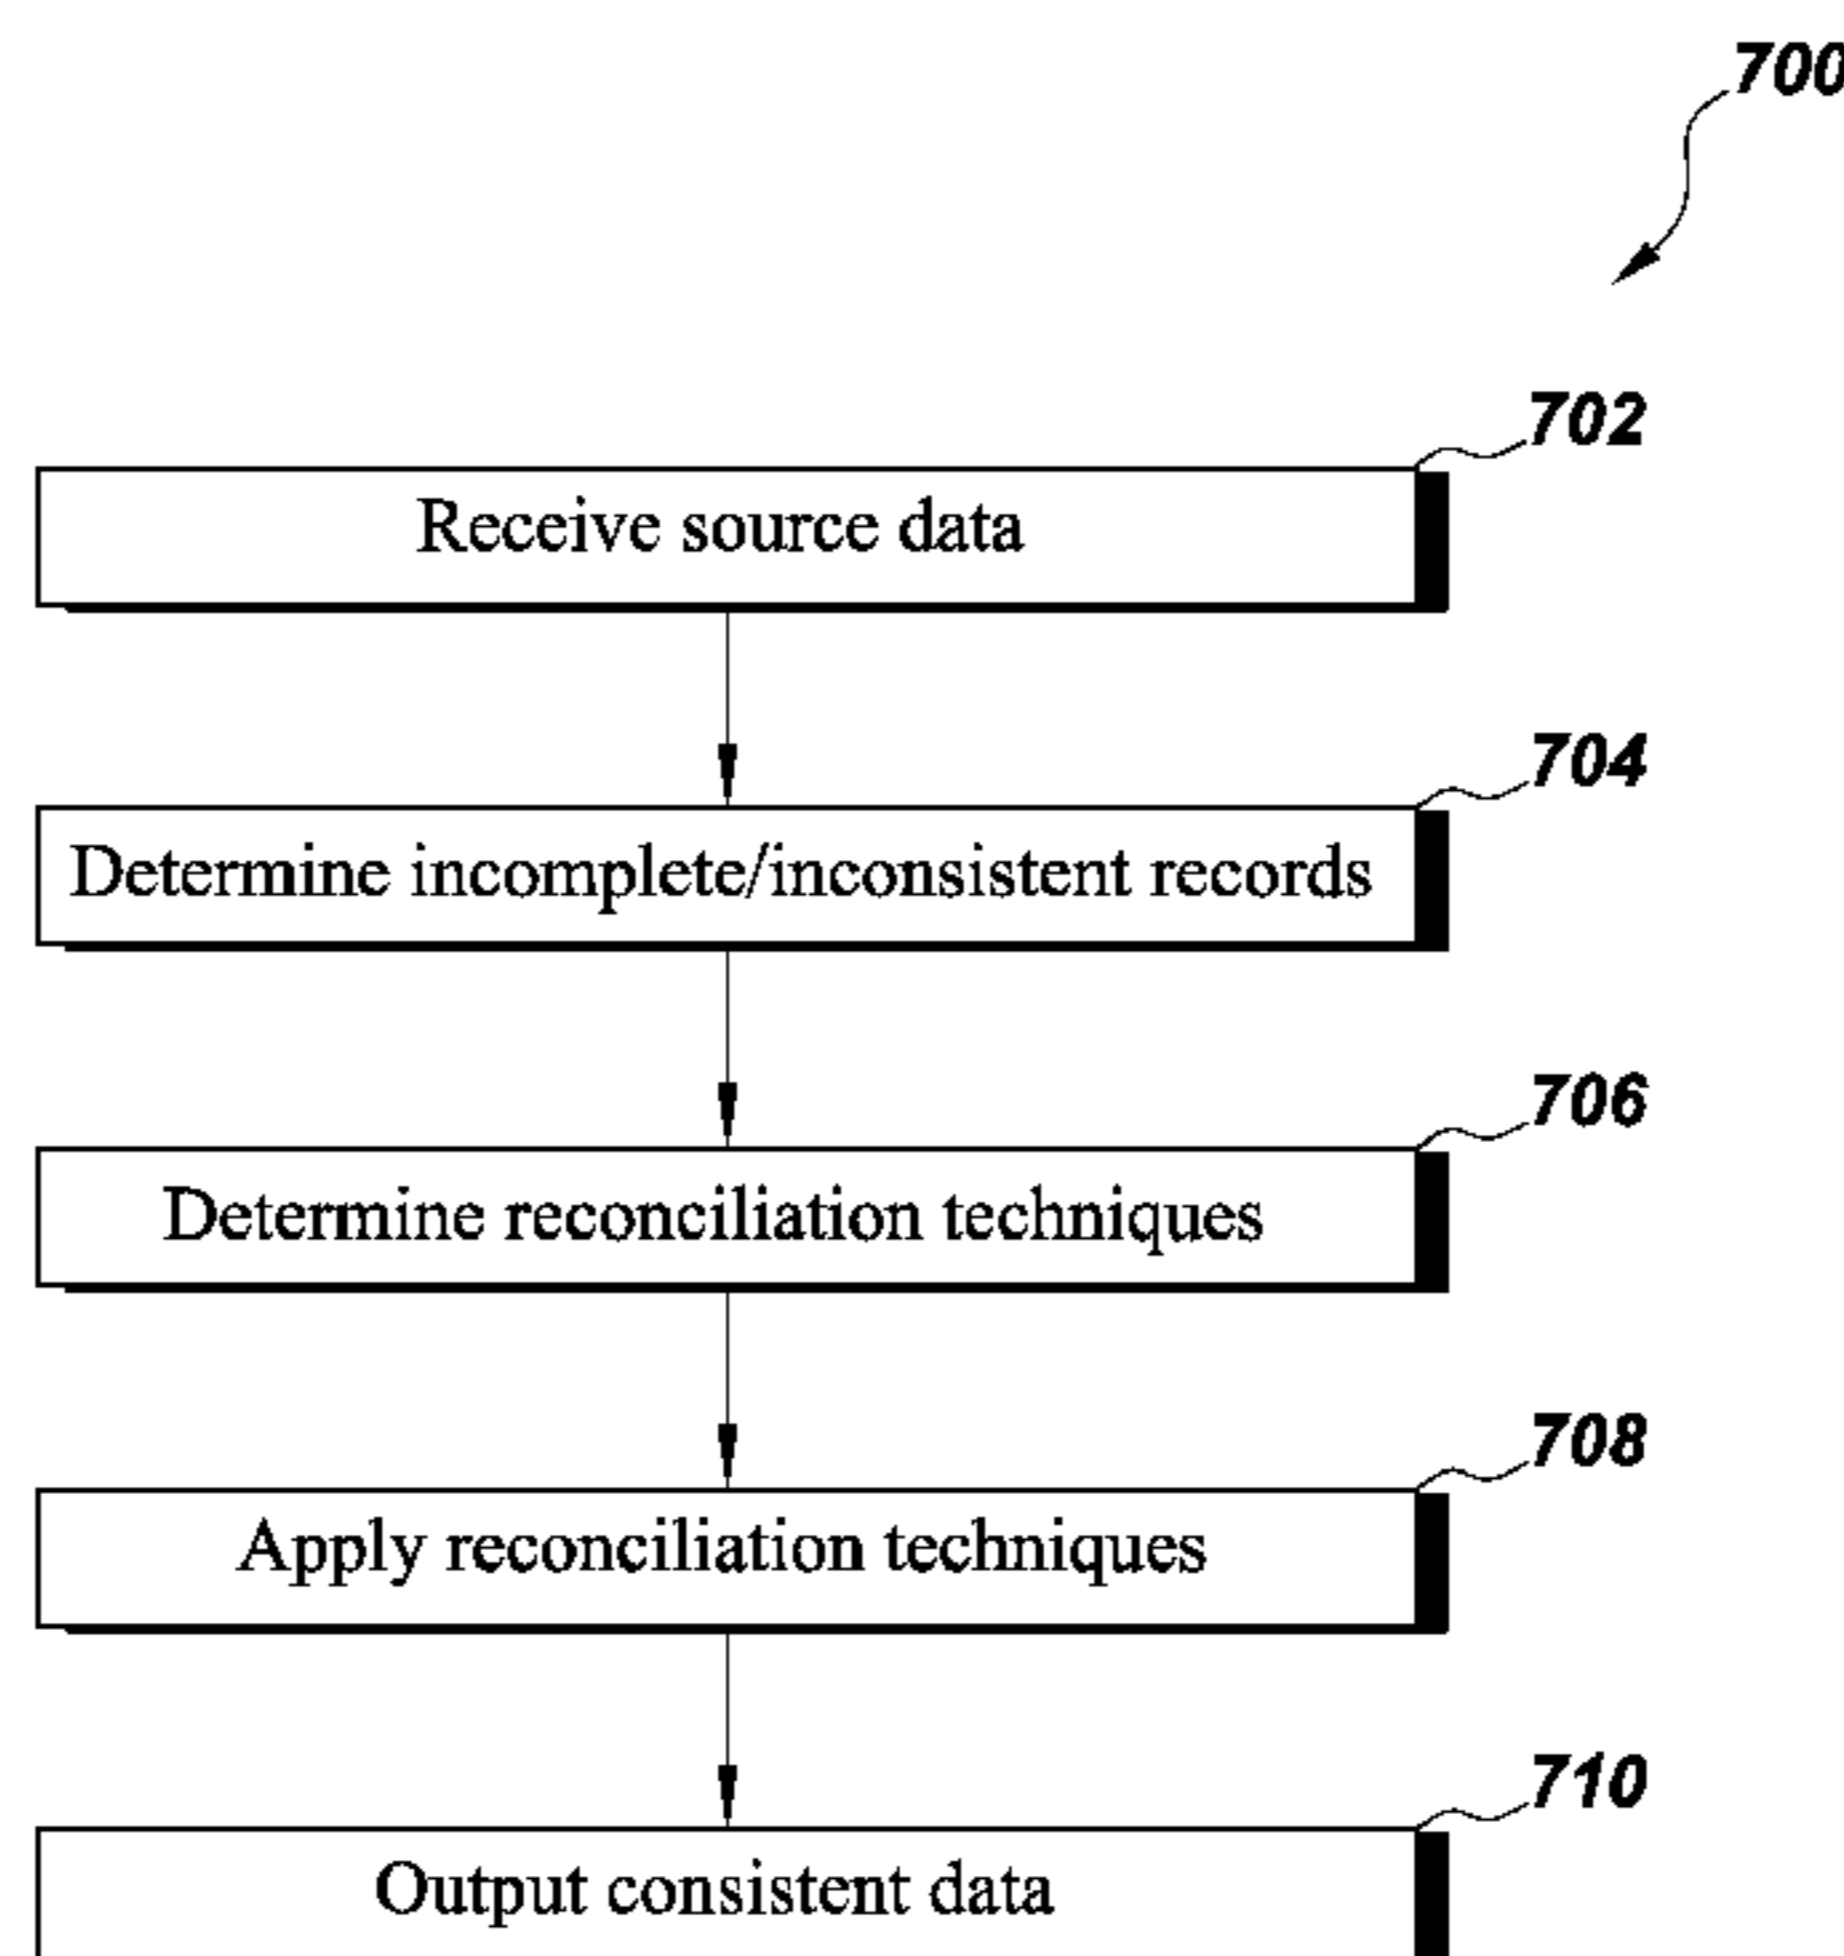 700
702
Receive source data
704
Determine incomplete/inconsistent records
706
Determine reconciliation techniques
708
Apply reconciliation techniques
710
Output consistent data